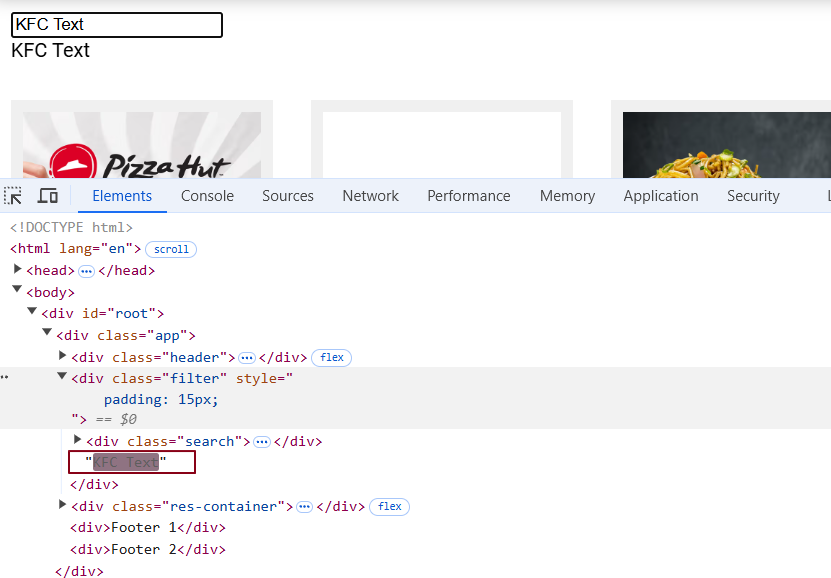 KFC Text
KFC Text
Pizza Hut
Elements Console Sources Network Performance Memory Application Security
<!DOCTYPE html>
<html lang="en"> scroll
<head> ··· </head>
<body>
<div id="root">
<div class="app">
<div class="header"> ··· </div> flex
<div class="filter" style="
padding: 15px;
"> == $0
<div class="search"> ··· </div>
"KFC Text"
</div>
<div class="res-container"> ··· </div> flex
<div>Footer 1</div>
<div>Footer 2</div>
</div>